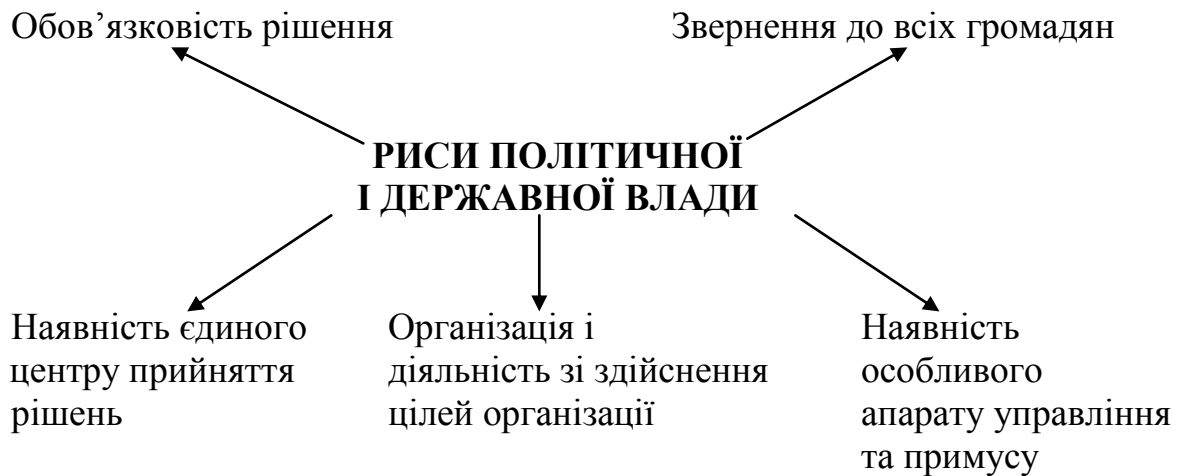 Обов’язковість рішення
Звернення до всіх громадян
РИСИ ПОЛІТИЧНОЇ
І ДЕРЖАВНОЇ ВЛАДИ
Наявність єдиного
центру прийняття
рішень
Організація і
діяльність зі здійснення
цілей організації
Наявність
особливого
апарату управління
та примусу